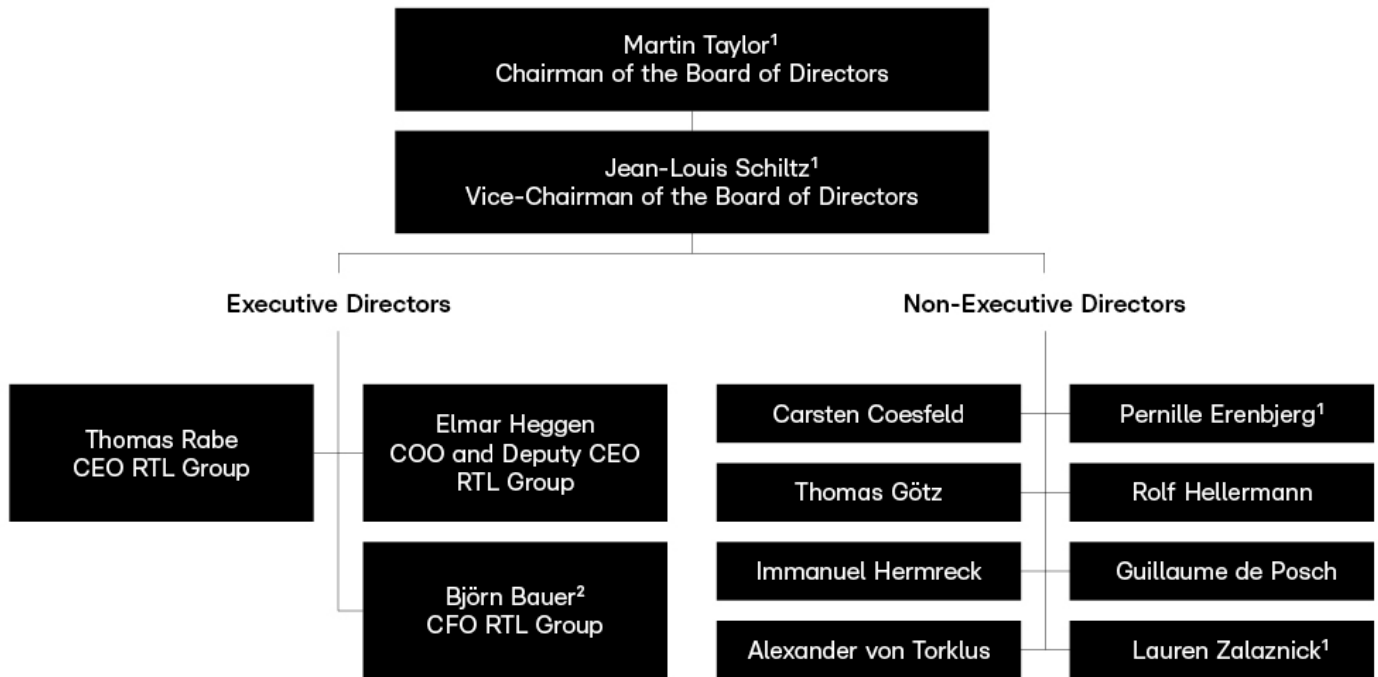 Martin Taylor¹
Chairman of the Board of Directors
Jean-Louis Schiltz¹
Vice-Chairman of the Board of Directors
Executive Directors
Thomas Rabe
CEO RTL Group
Elmar Heggen
COO and Deputy CEO
RTL Group
Björn Bauer²
CFO RTL Group
Non-Executive Directors
Carsten Coesfeld
Pernille Erenbjerg¹
Thomas Götz
Rolf Hellermann
Immanuel Hermreck
Guillaume de Posch
Alexander von Torklus
Lauren Zalaznick¹